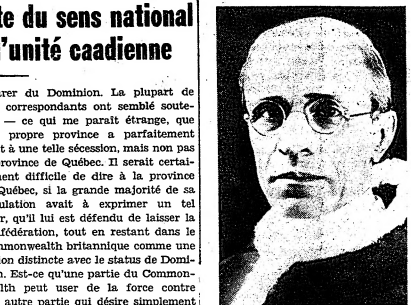 te du sens national
'unité caadienne
rer du Dominion. La plupart de
correspondants ont semblé soute-
— ce qui me paraît étrange, que
propre province a parfaitement
t à une telle sécession, mais non pas
rovince de Québec. Il serait certai-
ment difficile de dire à la province
Québec, si la grande majorité de sa
ulation avait à exprimer un tel
r, qu'il lui est défendu de laisser la
fédération, tout en restant dans le
mmonwealth britannique comme une
ion distincte avec le status de Domi-
n. Est-ce qu'une partie du Common-
lth peut user de la force contre
autre partie qui désire simplement